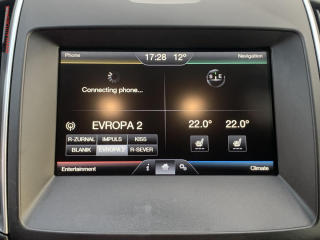 Phone
17:28 12°
Navigation
Connecting phone...
S E
EVROPA 2
22.0° 22.0°
R-ZURNAL IMPULS KISS
BLANIK EVROPA 2 R-SEVER
Entertainment
i
Climate